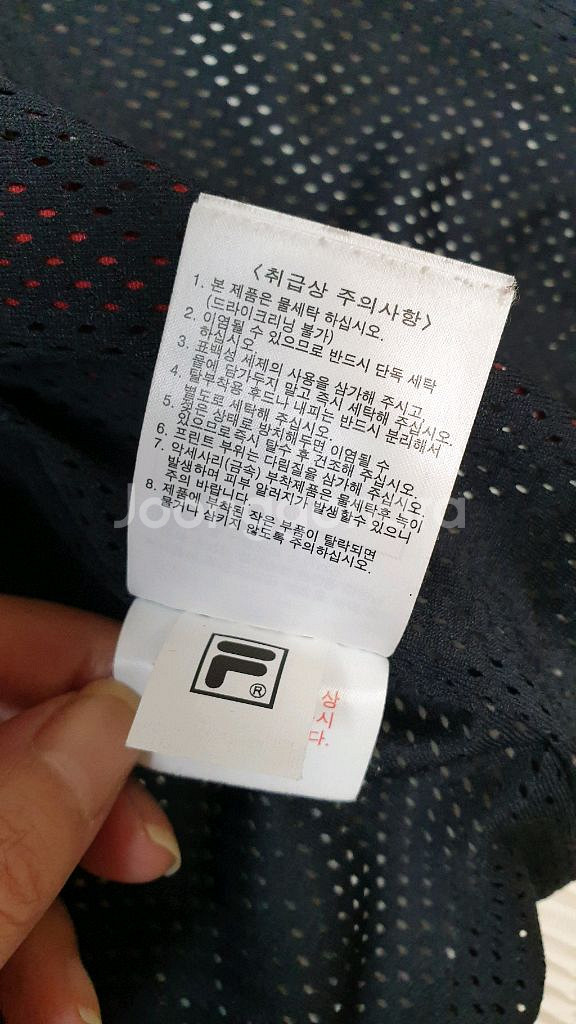 <취급상 주의사항>
1. 본 제품은 물세탁 하십시오.
(드라이크리닝 불가)
2. 이염될 수 있으므로 반드시 단독 세탁
하십시오.
3. 표백성 세제의 사용을 삼가해 주시고,
물에 담가두지 말고 즉시 세탁해 주십시오.
4. 탈부착용 후드나 내피는 반드시 분리해서
별도로 세탁해 주십시오.
5. 젖은 상태로 방치해두면 이염될 수
있으므로 즉시 탈수 후 건조해 주십시오.
6. 프린트 부위는 다림질을 삼가해 주십시오.
7. 악세사리(금속) 부착제품은 물세탁후 녹이
발생하며 피부 알러지가 발생할수 있으니
주의 바랍니다.
8. 제품에 부착된 작은 부품이 탈락되면
물거나 삼키지 않도록 주의하십시오.
F ®
상
시
다.